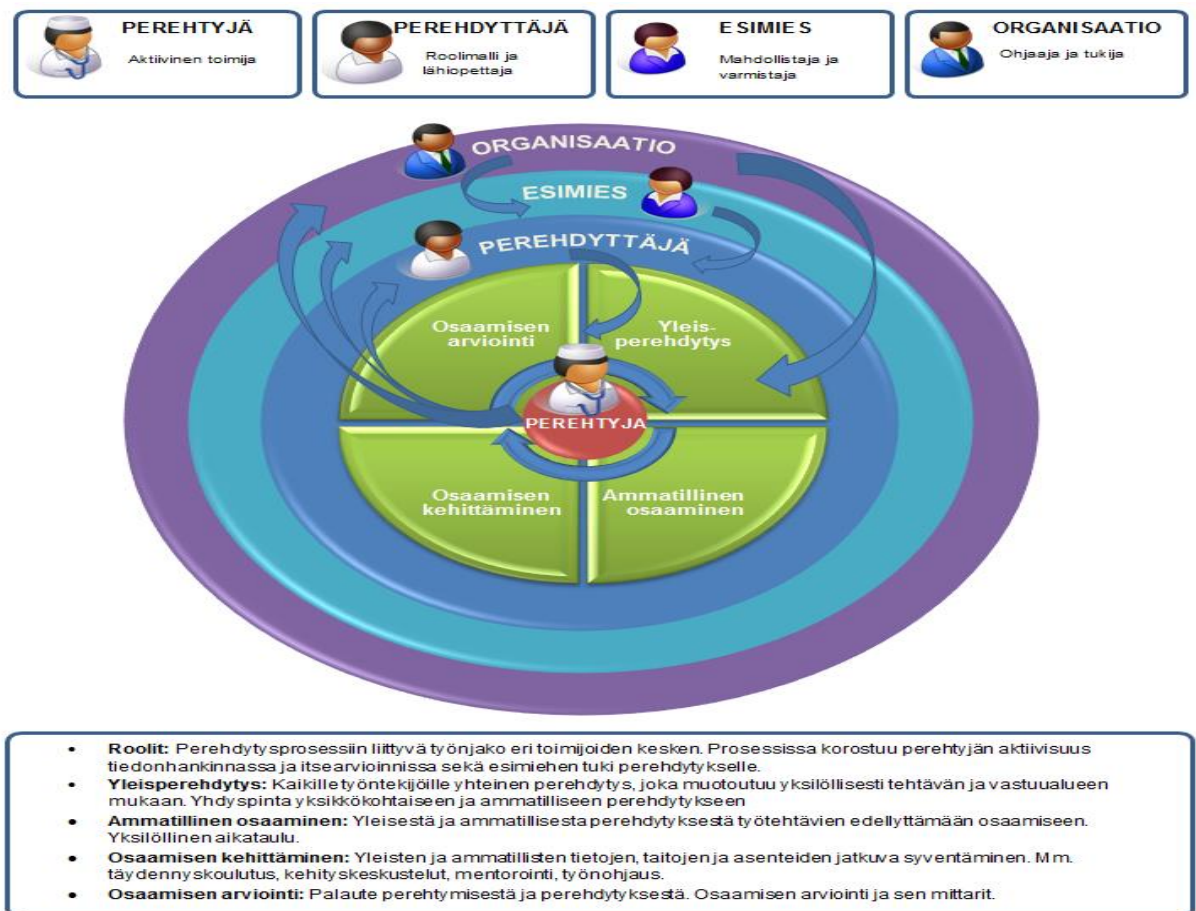 PEREHTYJÄ
Aktiivinen toimija
PEREHDYTTÄJÄ
Roolimalli ja
lähiopettaja
ESIMIES
Mahdollistaja ja
varmistaja
ORGANISAATIO
Ohjaaja ja tukija
ORGANISAATIO
ESIMIES
PEREHDYTTÄJÄ
Osaamisen
arviointi
Yleis-
perehdytys
PEREHTYJA
Osaamisen
kehittäminen
Ammatillinen
osaaminen
• Roolit: Perehdytysprosessiin liittyvä työnjako eri toimijoiden kesken. Prosessissa korostuu perehtyjän aktiivisuus
tiedonhankinnassa ja itsearvioinnissa sekä esimiehen tuki perehdytykselle.
• Yleisperehdytys: Kaikille työntekijöille yhteinen perehdytys, joka muotoutuu yksilöllisesti tehtävän ja vastuualueen
mukaan. Yhdyspinta yksikkökohtaiseen ja ammatilliseen perehdytykseen
• Ammatillinen osaaminen: Yleisestä ja ammatillisesta perehdytyksestä työtehtävien edellyttämään osaamiseen.
Yksilöllinen aikataulu.
• Osaamisen kehittäminen: Yleisten ja ammatillisten tietojen, taitojen ja asenteiden jatkuva syventäminen. Mm.
täydennyskoulutus, kehityskeskustelut, mentorointi, työnohjaus.
• Osaamisen arviointi: Palaute perehtymisestä ja perehdytyksestä. Osaamisen arviointi ja sen mittarit.